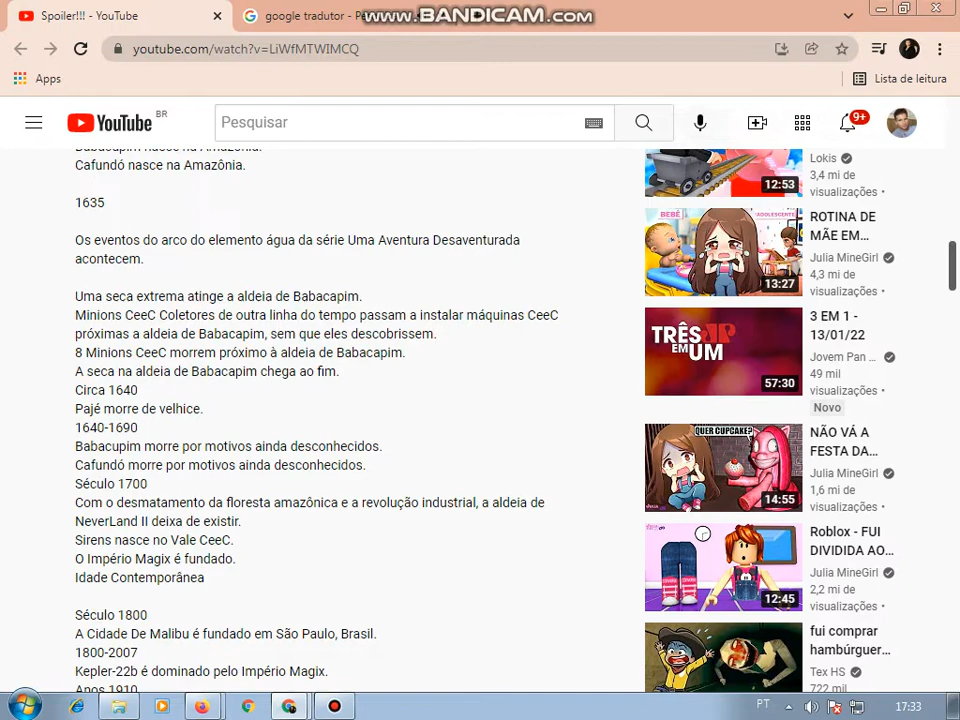 Spoiler!!! - YouTube
google tradutor - P
www.BANDICAM.com
youtube.com/watch?v=LiWfMTWIMCQ
Apps
Lista de leitura
YouTube BR
Pesquisar
9+
Babacapim nasce na Amazônia.
Cafundó nasce na Amazônia.
1635
Os eventos do arco do elemento água da série Uma Aventura Desaventurada
acontecem.
Uma seca extrema atinge a aldeia de Babacapim.
Minions CeeC Coletores de outra linha do tempo passam a instalar máquinas CeeC
próximas a aldeia de Babacapim, sem que eles descobrissem.
8 Minions CeeC morrem próximo à aldeia de Babacapim.
A seca na aldeia de Babacapim chega ao fim.
Circa 1640
Pajé morre de velhice.
1640-1690
Babacupim morre por motivos ainda desconhecidos.
Cafundó morre por motivos ainda desconhecidos.
Século 1700
Com o desmatamento da floresta amazônica e a revolução industrial, a aldeia de
NeverLand II deixa de existir.
Sirens nasce no Vale CeeC.
O Império Magix é fundado.
Idade Contemporânea
Século 1800
A Cidade De Malibu é fundado em São Paulo, Brasil.
1800-2007
Kepler-22b é dominado pelo Império Magix.
Anos 1910
12:53
Lokis
3,4 mi de
visualizações •
BEBÊ
ADOLESCENTE
13:27
ROTINA DE
MÃE EM...
Julia MineGirl
4,3 mi de
visualizações •
TRÊS
EM UM
JP
57:30
3 EM 1 -
13/01/22
Jovem Pan ...
49 mil
visualizações •
Novo
QUER CUPCAKE?
14:55
NÃO VÁ A
FESTA DA...
Julia MineGirl
1,6 mi de
visualizações •
12:45
Roblox - FUI
DIVIDIDA AO...
Julia MineGirl
2,2 mi de
visualizações •
fui comprar
hambúrguer...
Tex HS
722 mil
PT
17:33